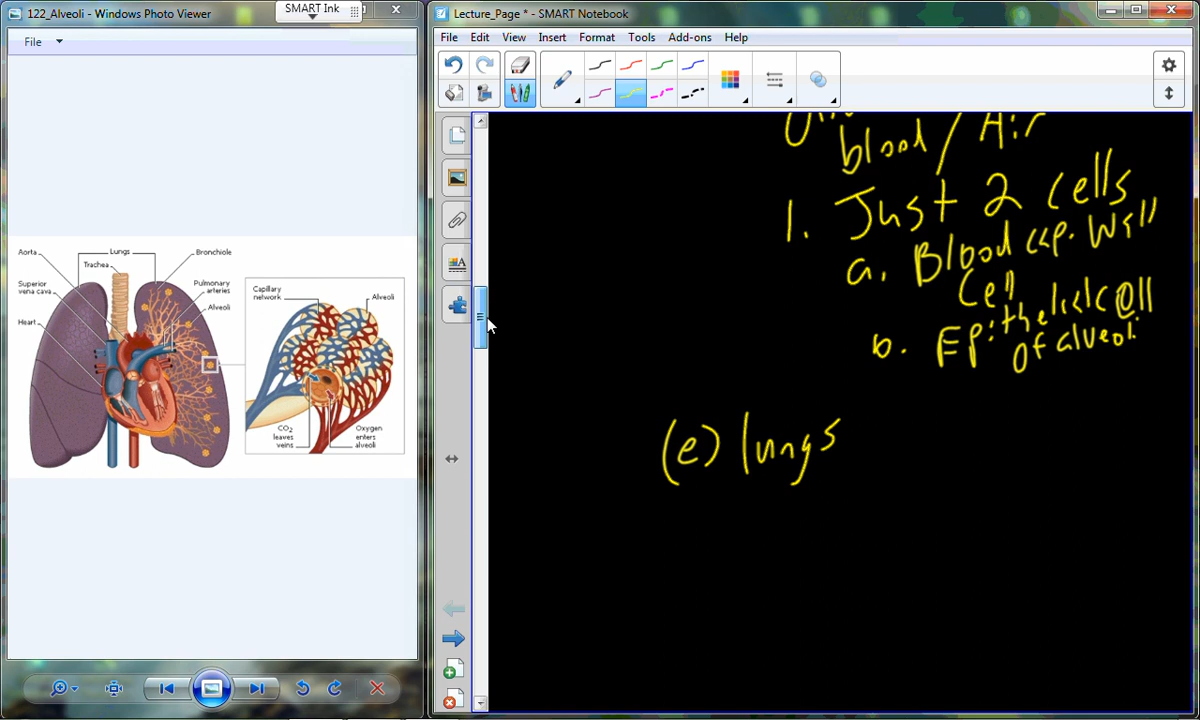 122_Alveoli - Windows Photo Viewer
SMART Ink
File
Aorta
Lungs
Bronchiole
Trachea
Superior
vena cava
Pulmonary
arteries
Alveoli
Heart
Capillary
network
Alveoli
CO2
leaves
veins
Oxygen
enters
alveoli
Lecture_Page * - SMART Notebook
File Edit View Insert Format Tools Add-ons Help
blood / Air
1. Just 2 cells
a. Blood cap. Wall
Cell
b. Epithelial cell
of alveoli
(e) lungs